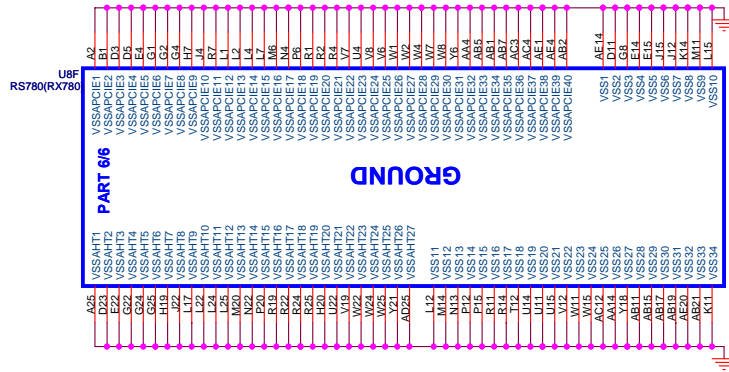 A2
B1
D3
D5
E4
G1
G2
G4
H7
J4
R7
L1
L2
L4
L7
M6
N4
P6
R1
R2
R4
V7
U4
V8
V6
W1
W2
W4
W7
W8
Y6
AA4
AB5
AB1
AB7
AC3
AC4
AE1
AE4
AB2
AE14
D11
G8
E14
E15
J15
J12
K14
M11
L15
U8F
RS780(RX780)
VSSAPCIE1
VSSAPCIE2
VSSAPCIE3
VSSAPCIE4
VSSAPCIE5
VSSAPCIE6
VSSAPCIE7
VSSAPCIE8
VSSAPCIE9
VSSAPCIE10
VSSAPCIE11
VSSAPCIE12
VSSAPCIE13
VSSAPCIE14
VSSAPCIE15
VSSAPCIE16
VSSAPCIE17
VSSAPCIE18
VSSAPCIE19
VSSAPCIE20
VSSAPCIE21
VSSAPCIE22
VSSAPCIE23
VSSAPCIE24
VSSAPCIE25
VSSAPCIE26
VSSAPCIE27
VSSAPCIE28
VSSAPCIE29
VSSAPCIE30
VSSAPCIE31
VSSAPCIE32
VSSAPCIE33
VSSAPCIE34
VSSAPCIE35
VSSAPCIE36
VSSAPCIE37
VSSAPCIE38
VSSAPCIE39
VSSAPCIE40
VSS1
VSS2
VSS3
VSS4
VSS5
VSS6
VSS7
VSS8
VSS9
VSS10
PART 6/6
GROUND
VSSAHT1
VSSAHT2
VSSAHT3
VSSAHT4
VSSAHT5
VSSAHT6
VSSAHT7
VSSAHT8
VSSAHT9
VSSAHT10
VSSAHT11
VSSAHT12
VSSAHT13
VSSAHT14
VSSAHT15
VSSAHT16
VSSAHT17
VSSAHT18
VSSAHT19
VSSAHT20
VSSAHT21
VSSAHT22
VSSAHT23
VSSAHT24
VSSAHT25
VSSAHT26
VSSAHT27
VSS11
VSS12
VSS13
VSS14
VSS15
VSS16
VSS17
VSS18
VSS19
VSS20
VSS21
VSS22
VSS23
VSS24
VSS25
VSS26
VSS27
VSS28
VSS29
VSS30
VSS31
VSS32
VSS33
VSS34
A25
D23
E22
G22
G24
G25
H19
J22
L17
L22
L24
L25
M20
N22
P20
R19
R22
R24
R25
H20
U22
V19
W22
W24
W25
Y21
AD25
L12
M14
N13
P12
P15
R11
R14
T12
U14
U11
U15
V12
W11
W15
AC12
AA14
Y18
AB11
AB15
AB17
AB19
AE20
AB21
K11